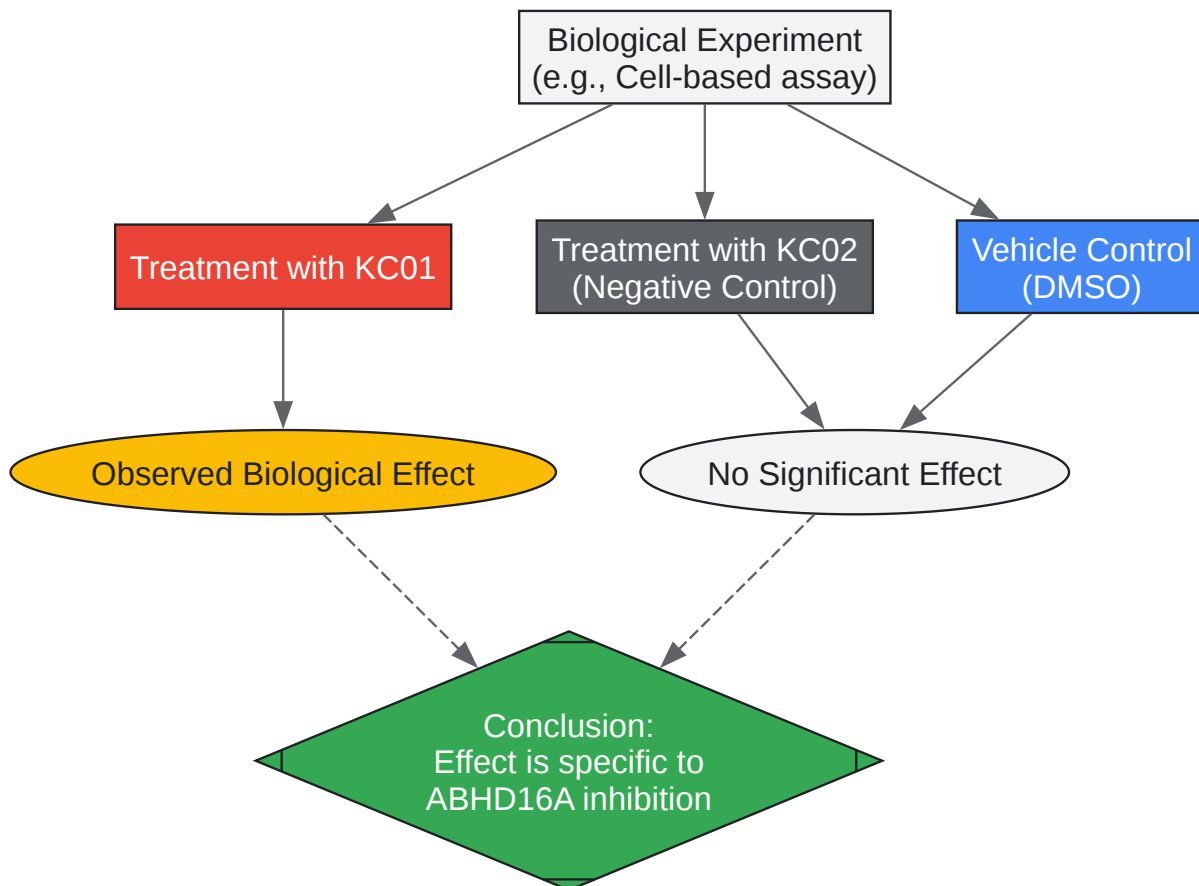 Biological Experiment
(e.g., Cell-based assay)
Treatment with KC01
Treatment with KC02
(Negative Control)
Vehicle Control
(DMSO)
Observed Biological Effect
No Significant Effect
Conclusion:
Effect is specific to
ABHD16A inhibition